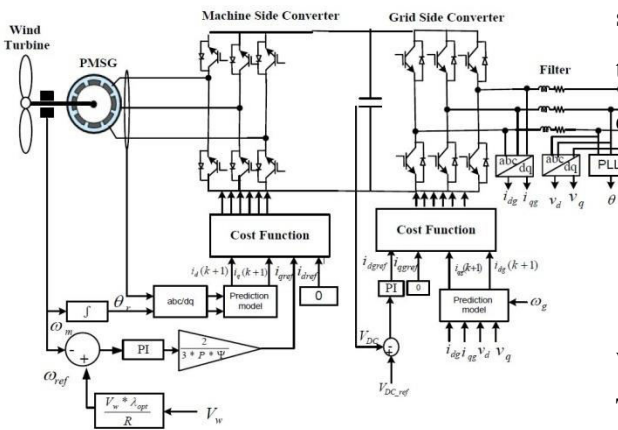 Machine Side Converter
Grid Side Converter
Wind
Turbine
PMSG
Filter
abc
dq
abc
dq
PLL
i_dg i_qg
v_d v_q
θ
Cost Function
Cost Function
i_d(k+1) i_q(k+1) i_qref i_dref
i_dgref i_qgref i_qg(k+1) i_dg(k+1)
0
PI
0
∫
θ_r
abc/dq
Prediction
model
Prediction
model
ω_g
ω_m
- +
PI
2
3 * P * Ψ
V_DC
- +
i_dg i_qg v_d v_q
ω_ref
V_DC_ref
V_w * λ_opt
R
V_w